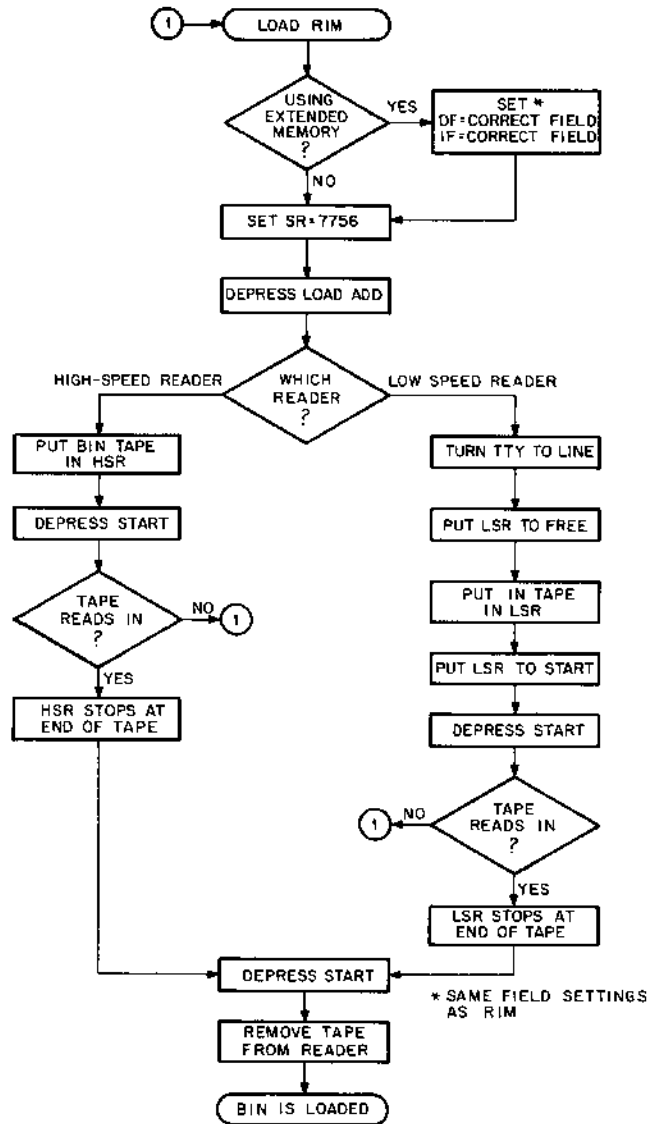 1
LOAD RIM
USING
EXTENDED
MEMORY
?
YES
SET *
DF=CORRECT FIELD
IF=CORRECT FIELD
NO
SET SR=7756
DEPRESS LOAD ADD
HIGH-SPEED READER
WHICH
READER
?
LOW SPEED READER
PUT BIN TAPE
IN HSR
DEPRESS START
TAPE
READS IN
?
NO
1
YES
HSR STOPS AT
END OF TAPE
TURN TTY TO LINE
PUT LSR TO FREE
PUT IN TAPE
IN LSR
PUT LSR TO START
DEPRESS START
TAPE
READS IN
?
NO
1
YES
LSR STOPS AT
END OF TAPE
DEPRESS START
* SAME FIELD SETTINGS
AS RIM
REMOVE TAPE
FROM READER
BIN IS LOADED